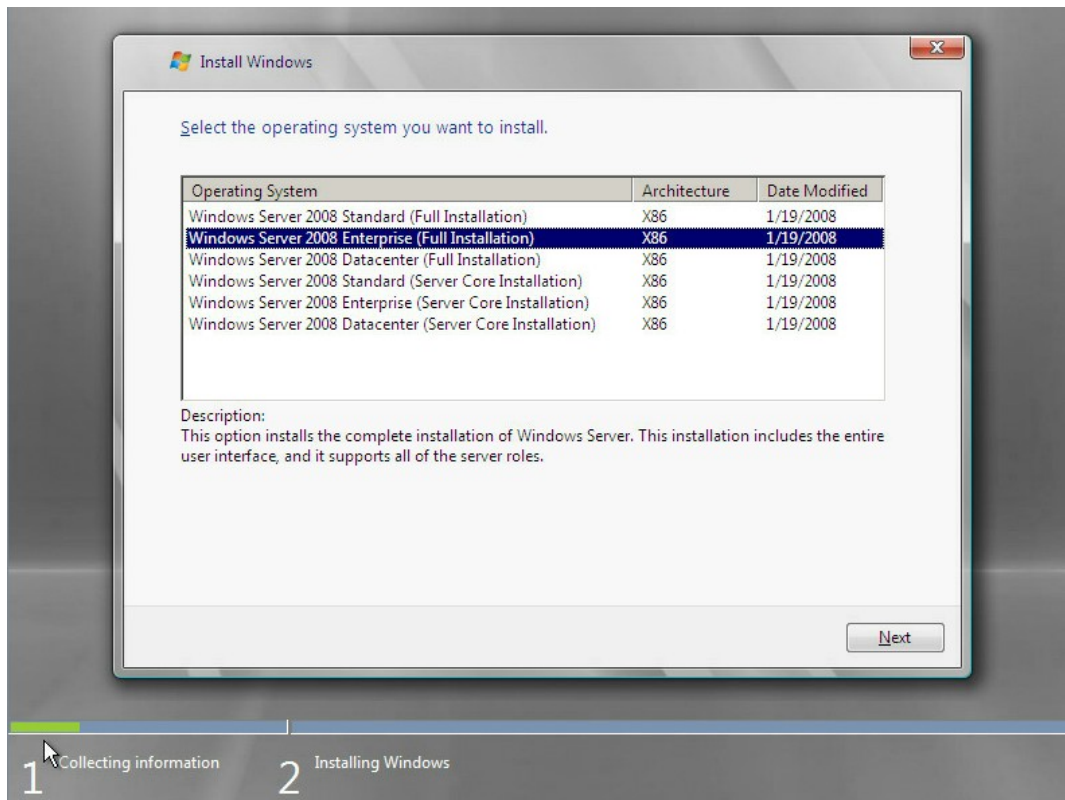 Install Windows
Select the operating system you want to install.
Operating System Architecture Date Modified
Windows Server 2008 Standard (Full Installation) X86 1/19/2008
Windows Server 2008 Enterprise (Full Installation) X86 1/19/2008
Windows Server 2008 Datacenter (Full Installation) X86 1/19/2008
Windows Server 2008 Standard (Server Core Installation) X86 1/19/2008
Windows Server 2008 Enterprise (Server Core Installation) X86 1/19/2008
Windows Server 2008 Datacenter (Server Core Installation) X86 1/19/2008
Description:
This option installs the complete installation of Windows Server. This installation includes the entire
user interface, and it supports all of the server roles.
Next
1 Collecting information 2 Installing Windows